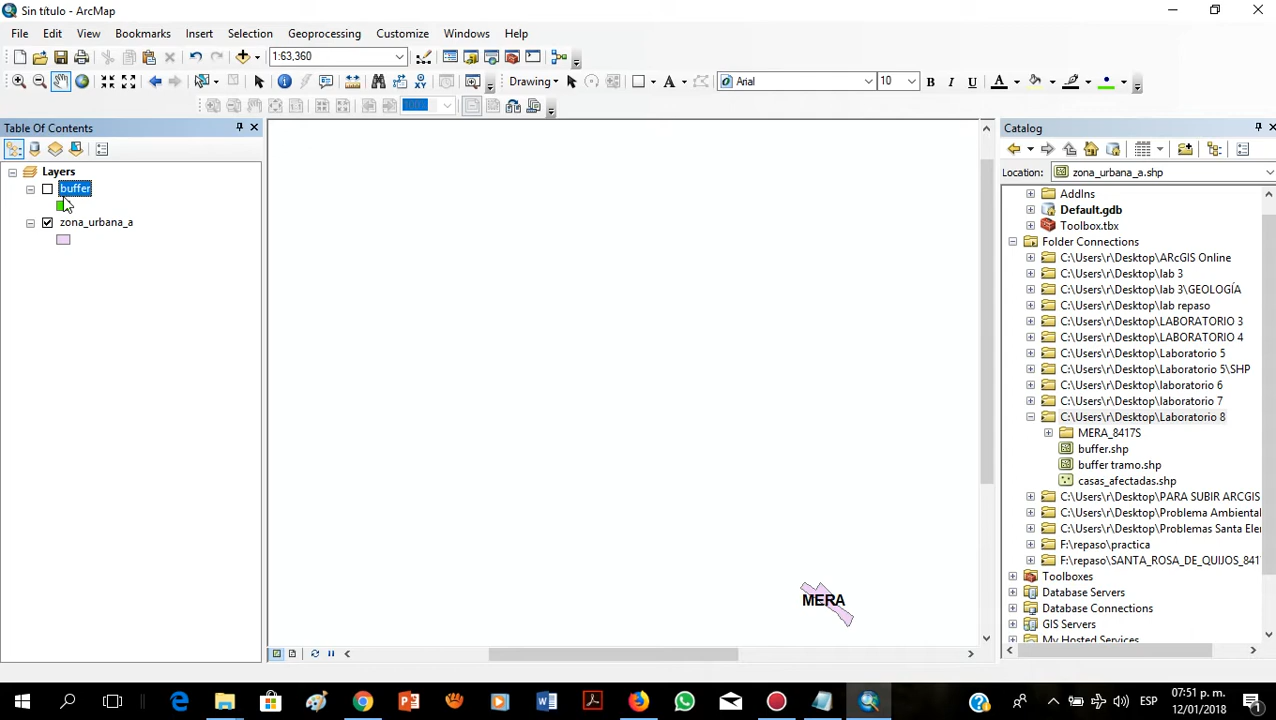 Sin título - ArcMap
File Edit View Bookmarks Insert Selection Geoprocessing Customize Windows Help
1:63,360
Drawing Arial 10 B I U A
100%
Table Of Contents
Layers
buffer
zona_urbana_a
MERA
Catalog
Location: zona_urbana_a.shp
AddIns
Default.gdb
Toolbox.tbx
Folder Connections
C:\Users\r\Desktop\ARcGIS Online
C:\Users\r\Desktop\lab 3
C:\Users\r\Desktop\lab 3\GEOLOGÍA
C:\Users\r\Desktop\lab repaso
C:\Users\r\Desktop\LABORATORIO 3
C:\Users\r\Desktop\LABORATORIO 4
C:\Users\r\Desktop\Laboratorio 5
C:\Users\r\Desktop\Laboratorio 5\SHP
C:\Users\r\Desktop\laboratorio 6
C:\Users\r\Desktop\laboratorio 7
C:\Users\r\Desktop\Laboratorio 8
MERA_8417S
buffer.shp
buffer tramo.shp
casas_afectadas.shp
C:\Users\r\Desktop\PARA SUBIR ARCGIS
C:\Users\r\Desktop\Problema Ambiental
C:\Users\r\Desktop\Problemas Santa Ele
F:\repaso\practica
F:\repaso\SANTA_ROSA_DE_QUIJOS_841
Toolboxes
Database Servers
Database Connections
GIS Servers
My Hosted Services
ESP
07:51 p. m.
12/01/2018